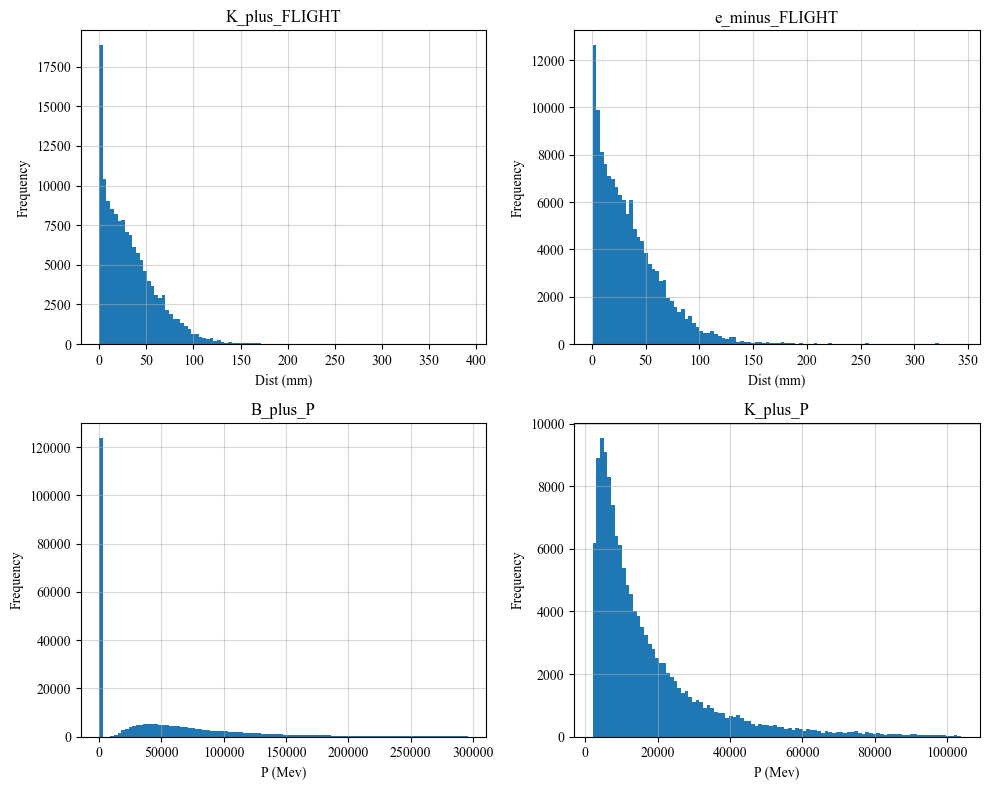 K_plus_FLIGHT
Frequency
17500
15000
12500
10000
7500
5000
2500
0
0 50 100 150 200 250 300 350 400
Dist (mm)
e_minus_FLIGHT
Frequency
12000
10000
8000
6000
4000
2000
0
0 50 100 150 200 250 300 350
Dist (mm)
B_plus_P
Frequency
120000
100000
80000
60000
40000
20000
0
0 50000 100000 150000 200000 250000 300000
P (Mev)
K_plus_P
Frequency
10000
8000
6000
4000
2000
0
0 20000 40000 60000 80000 100000
P (Mev)